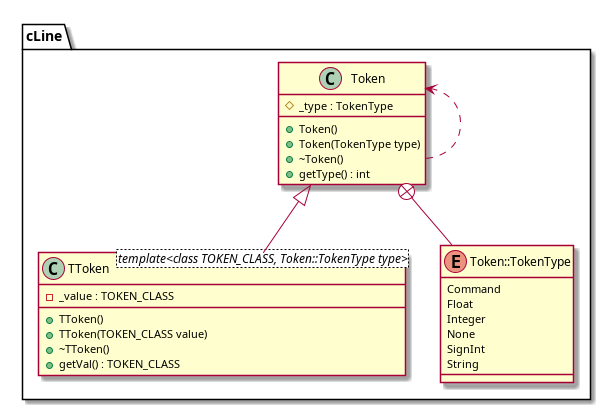 cLine
C Token
_type : TokenType
Token()
Token(TokenType type)
~Token()
getType() : int
C TToken template<class TOKEN_CLASS, Token::TokenType type>
_value : TOKEN_CLASS
TToken()
TToken(TOKEN_CLASS value)
~TToken()
getVal() : TOKEN_CLASS
E Token::TokenType
Command
Float
Integer
None
SignInt
String